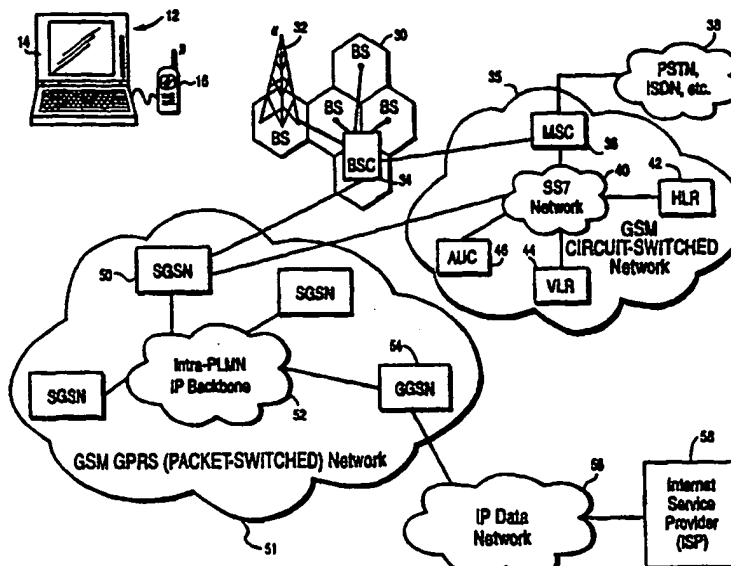 12
14
16
32
30
BS
BS
BS
BS
BSC
34
35
38
PSTN,
ISDN, etc.
MSC
36
40
42
SS7
Network
HLR
GSM
CIRCUIT-SWITCHED
Network
AUC
46
44
VLR
50
SGSN
SGSN
SGSN
Intra-PLMN
IP Backbone
52
54
GGSN
GSM GPRS (PACKET-SWITCHED) Network
51
56
IP Data
Network
58
Internet
Service
Provider
(ISP)